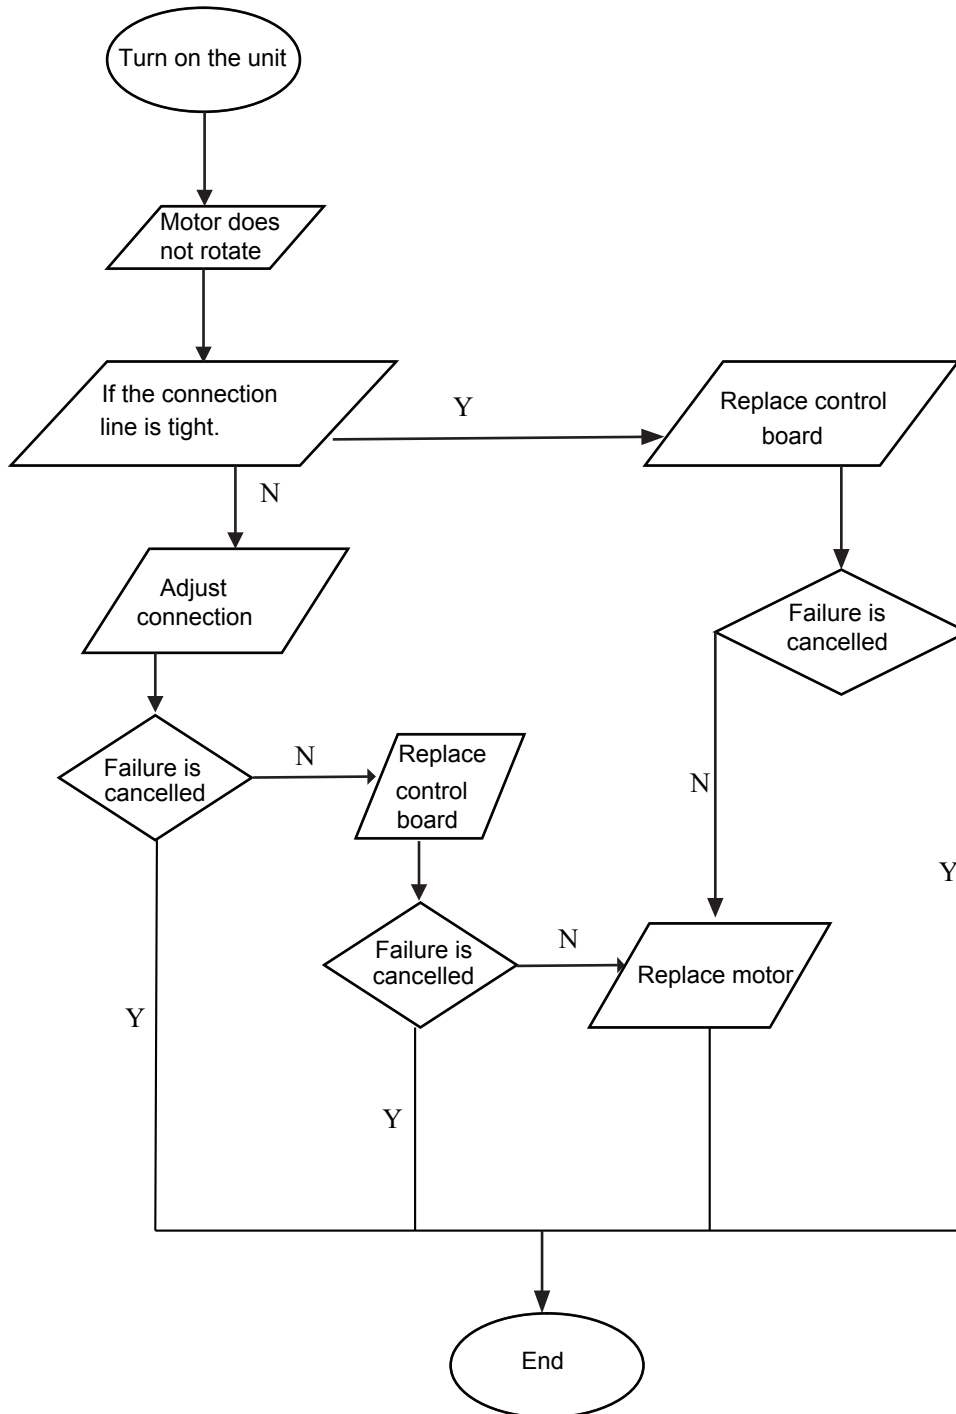 Turn on the unit
Motor does
not rotate
If the connection
line is tight.
Y
Replace control
board
N
Adjust
connection
Failure is
cancelled
N
Y
Failure is
cancelled
N
Replace
control
board
Failure is
cancelled
N
Replace motor
Y
Y
End